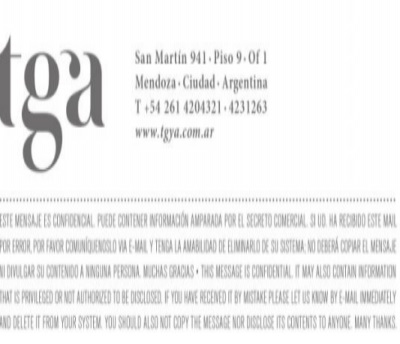 tga
San Martín 941 · Piso 9 · Of 1
Mendoza · Ciudad · Argentina
T +54 261 4204321 · 4231263
www.tgya.com.ar
ESTE MENSAJE ES CONFIDENCIAL. PUEDE CONTENER INFORMACIÓN AMPARADA POR EL SECRETO COMERCIAL. SI UD. HA RECIBIDO ESTE MAIL
POR ERROR, POR FAVOR COMUNÍQUENOSLO VIA E-MAIL Y TENGA LA AMABILIDAD DE ELIMINARLO DE SU SISTEMA; NO DEBERÁ COPIAR EL MENSAJE
NI DIVULGAR SU CONTENIDO A NINGUNA PERSONA. MUCHAS GRACIAS • THIS MESSAGE IS CONFIDENTIAL. IT MAY ALSO CONTAIN INFORMATION
THAT IS PRIVILEGED OR NOT AUTHORIZED TO BE DISCLOSED. IF YOU HAVE RECEIVED IT BY MISTAKE PLEASE LET US KNOW BY E-MAIL IMMEDIATELY
AND DELETE IT FROM YOUR SYSTEM. YOU SHOULD ALSO NOT COPY THE MESSAGE NOR DISCLOSE ITS CONTENTS TO ANYONE. MANY THANKS.